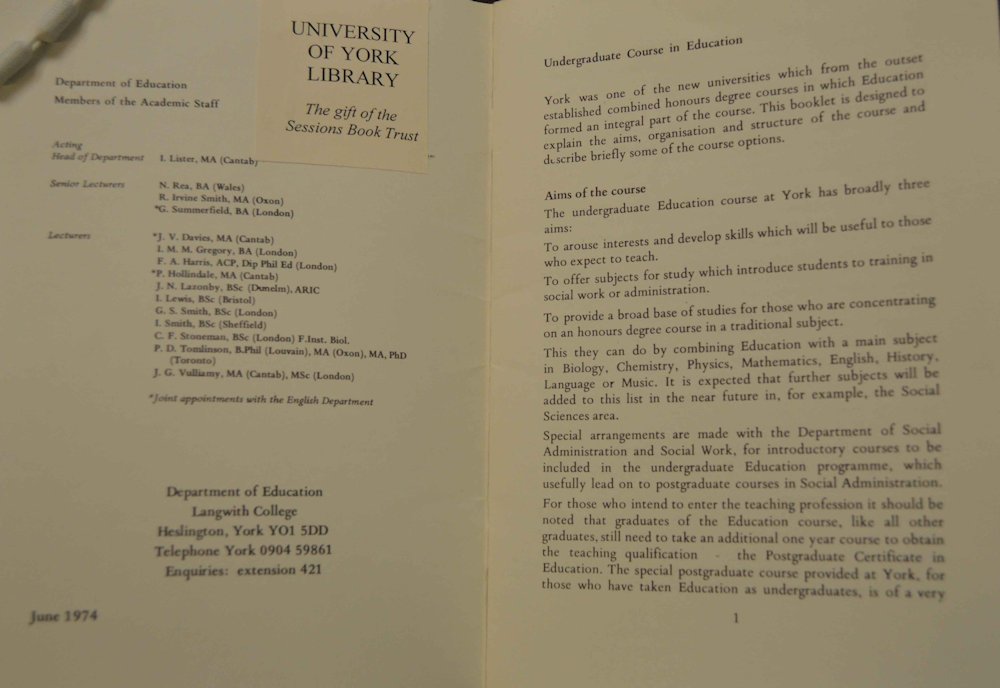 UNIVERSITY
OF YORK
LIBRARY
The gift of the
Sessions Book Trust
Department of Education
Members of the Academic Staff
Acting
Head of Department I. Lister, MA (Cantab)
Senior Lecturers N. Rea, BA (Wales)
R. Irvine Smith, MA (Oxon)
*G. Summerfield, BA (London)
Lecturers *J. V. Davies, MA (Cantab)
I. M. M. Gregory, BA (London)
F. A. Harris, ACP, Dip Phil Ed (London)
*P. Hollindale, MA (Cantab)
J. N. Lazonby, BSc (Dunelm), ARIC
I. Lewis, BSc (Bristol)
G. S. Smith, BSc (London)
I. Smith, BSc (Sheffield)
C. F. Stoneman, BSc (London) F.Inst. Biol.
P. D. Tomlinson, B.Phil (Louvain), MA (Oxon), MA, PhD
(Toronto)
J. G. Vulliamy, MA (Cantab), MSc (London)
*Joint appointments with the English Department
Department of Education
Langwith College
Heslington, York YO1 5DD
Telephone York 0904 59861
Enquiries: extension 421
June 1974
Undergraduate Course in Education
York was one of the new universities which from the outset
established combined honours degree courses in which Education
formed an integral part of the course. This booklet is designed to
explain the aims, organisation and structure of the course and
describe briefly some of the course options.
Aims of the course
The undergraduate Education course at York has broadly three
aims:
To arouse interests and develop skills which will be useful to those
who expect to teach.
To offer subjects for study which introduce students to training in
social work or administration.
To provide a broad base of studies for those who are concentrating
on an honours degree course in a traditional subject.
This they can do by combining Education with a main subject
in Biology, Chemistry, Physics, Mathematics, English, History,
Language or Music. It is expected that further subjects will be
added to this list in the near future in, for example, the Social
Sciences area.
Special arrangements are made with the Department of Social
Administration and Social Work, for introductory courses to be
included in the undergraduate Education programme, which
usefully lead on to postgraduate courses in Social Administration.
For those who intend to enter the teaching profession it should be
noted that graduates of the Education course, like all other
graduates, still need to take an additional one year course to obtain
the teaching qualification - the Postgraduate Certificate in
Education. The special postgraduate course provided at York, for
those who have taken Education as undergraduates, is of a very
1